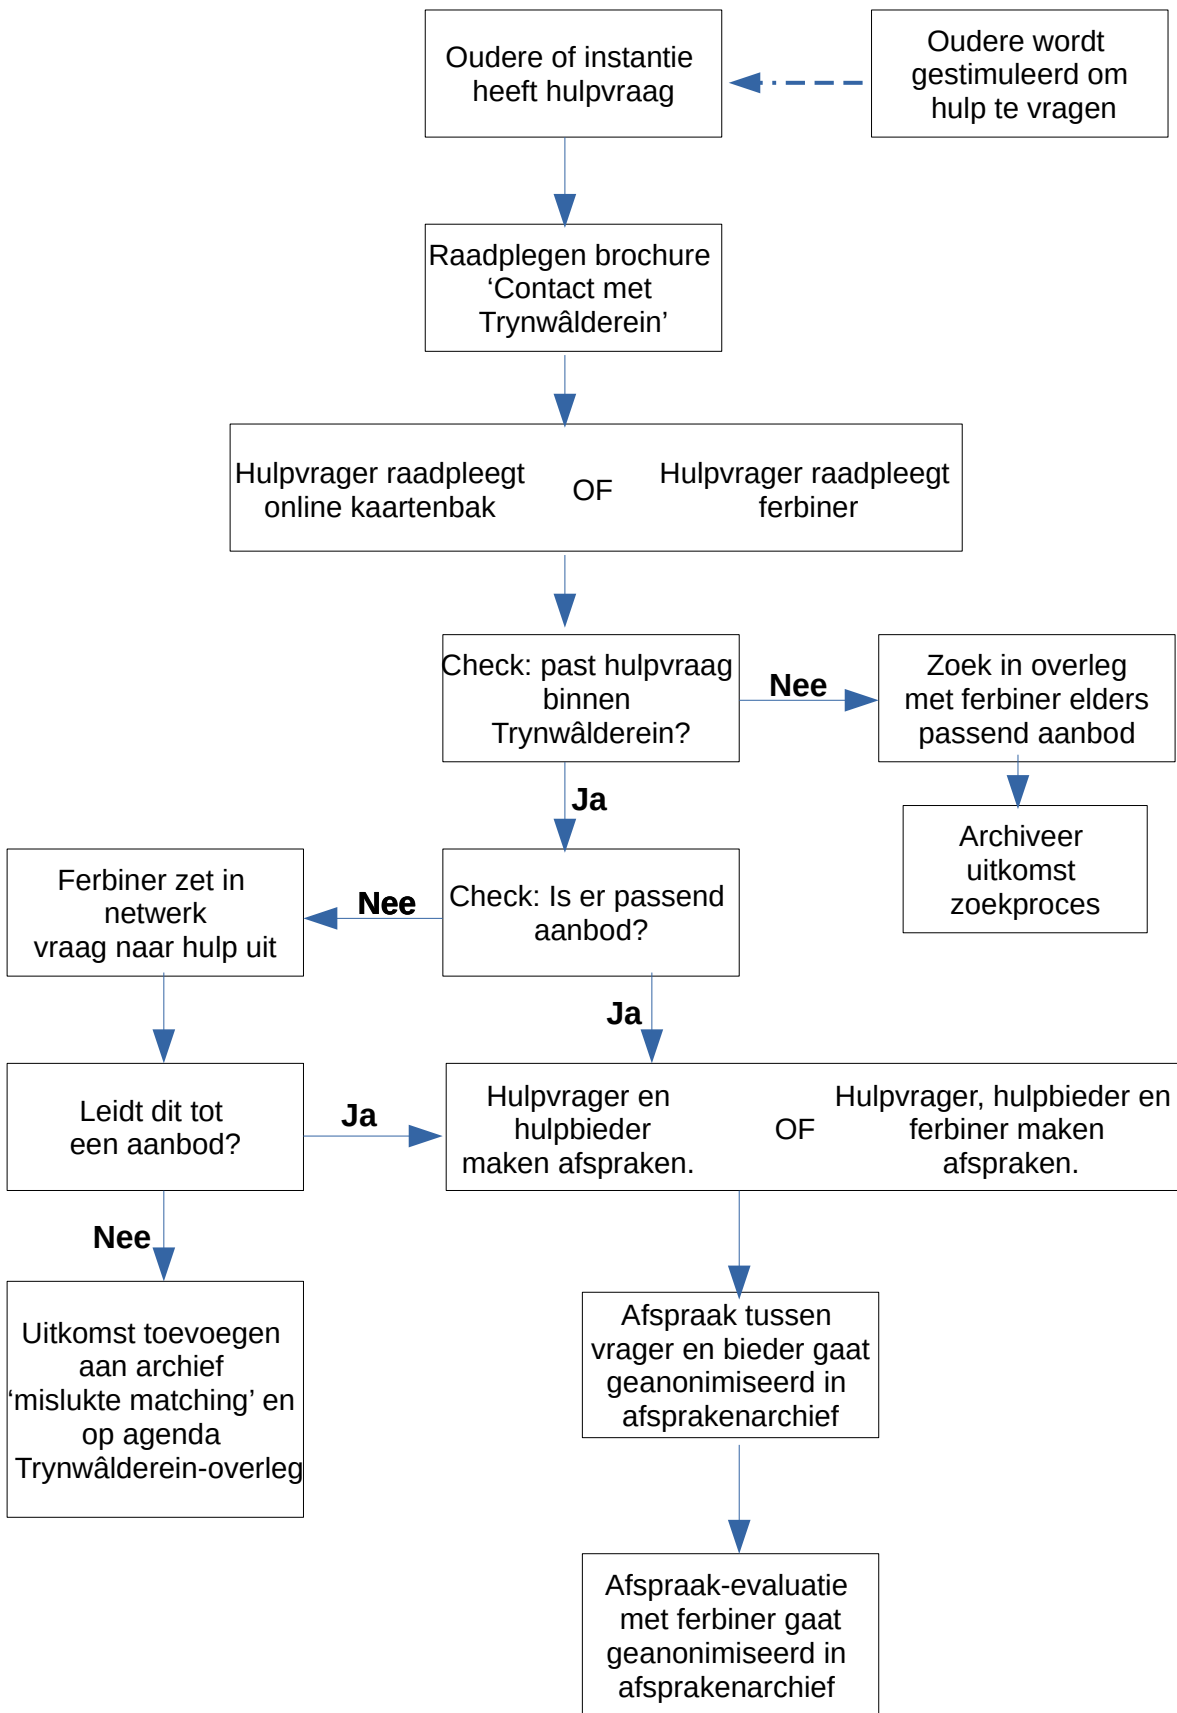 Oudere of instantie
heeft hulpvraag
Oudere wordt
gestimuleerd om
hulp te vragen
Raadplegen brochure
‘Contact met
Trynwâlderein’
Hulpvrager raadpleegt
online kaartenbak
OF
Hulpvrager raadpleegt
ferbiner
Check: past hulpvraag
binnen
Trynwâlderein?
Nee
Zoek in overleg
met ferbiner elders
passend aanbod
Ja
Archiveer
uitkomst
zoekproces
Ferbiner zet in
netwerk
vraag naar hulp uit
Nee
Check: Is er passend
aanbod?
Ja
Leidt dit tot
een aanbod?
Ja
Hulpvrager en
hulpbieder
maken afspraken.
OF
Hulpvrager, hulpbieder en
ferbiner maken
afspraken.
Nee
Uitkomst toevoegen
aan archief
‘mislukte matching’ en
op agenda
Trynwâlderein-overleg
Afspraak tussen
vrager en bieder gaat
geanonimiseerd in
afsprakenarchief
Afspraak-evaluatie
met ferbiner gaat
geanonimiseerd in
afsprakenarchief